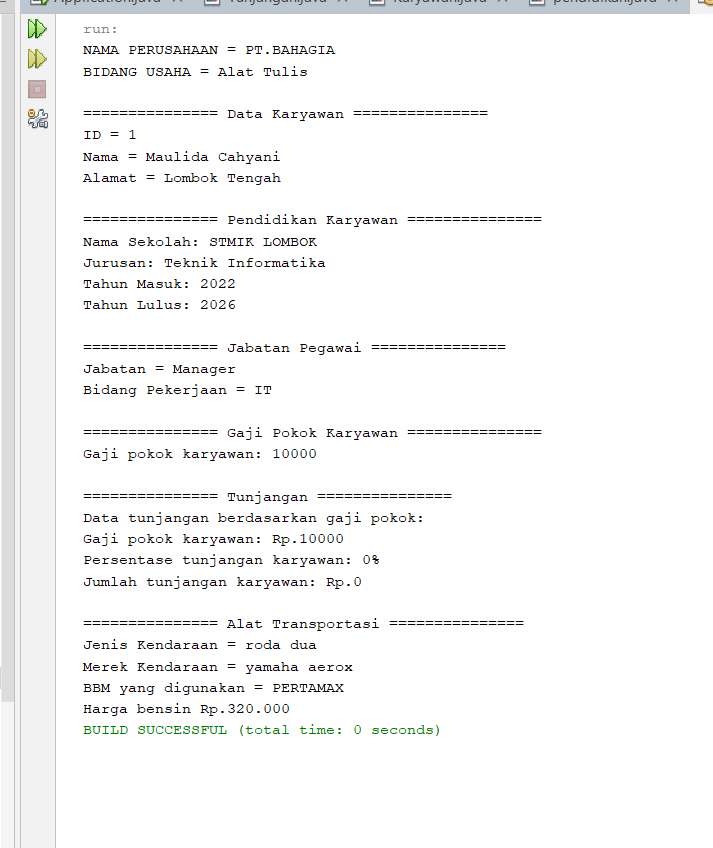 run:
NAMA PERUSAHAAN = PT.BAHAGIA
BIDANG USAHA = Alat Tulis
=============== Data Karyawan ===============
ID = 1
Nama = Maulida Cahyani
Alamat = Lombok Tengah
=============== Pendidikan Karyawan ===============
Nama Sekolah: STMIK LOMBOK
Jurusan: Teknik Informatika
Tahun Masuk: 2022
Tahun Lulus: 2026
=============== Jabatan Pegawai ===============
Jabatan = Manager
Bidang Pekerjaan = IT
=============== Gaji Pokok Karyawan ===============
Gaji pokok karyawan: 10000
=============== Tunjangan ===============
Data tunjangan berdasarkan gaji pokok:
Gaji pokok karyawan: Rp.10000
Persentase tunjangan karyawan: 0%
Jumlah tunjangan karyawan: Rp.0
=============== Alat Transportasi ===============
Jenis Kendaraan = roda dua
Merek Kendaraan = yamaha aerox
BBM yang digunakan = PERTAMAX
Harga bensin Rp.320.000
BUILD SUCCESSFUL (total time: 0 seconds)